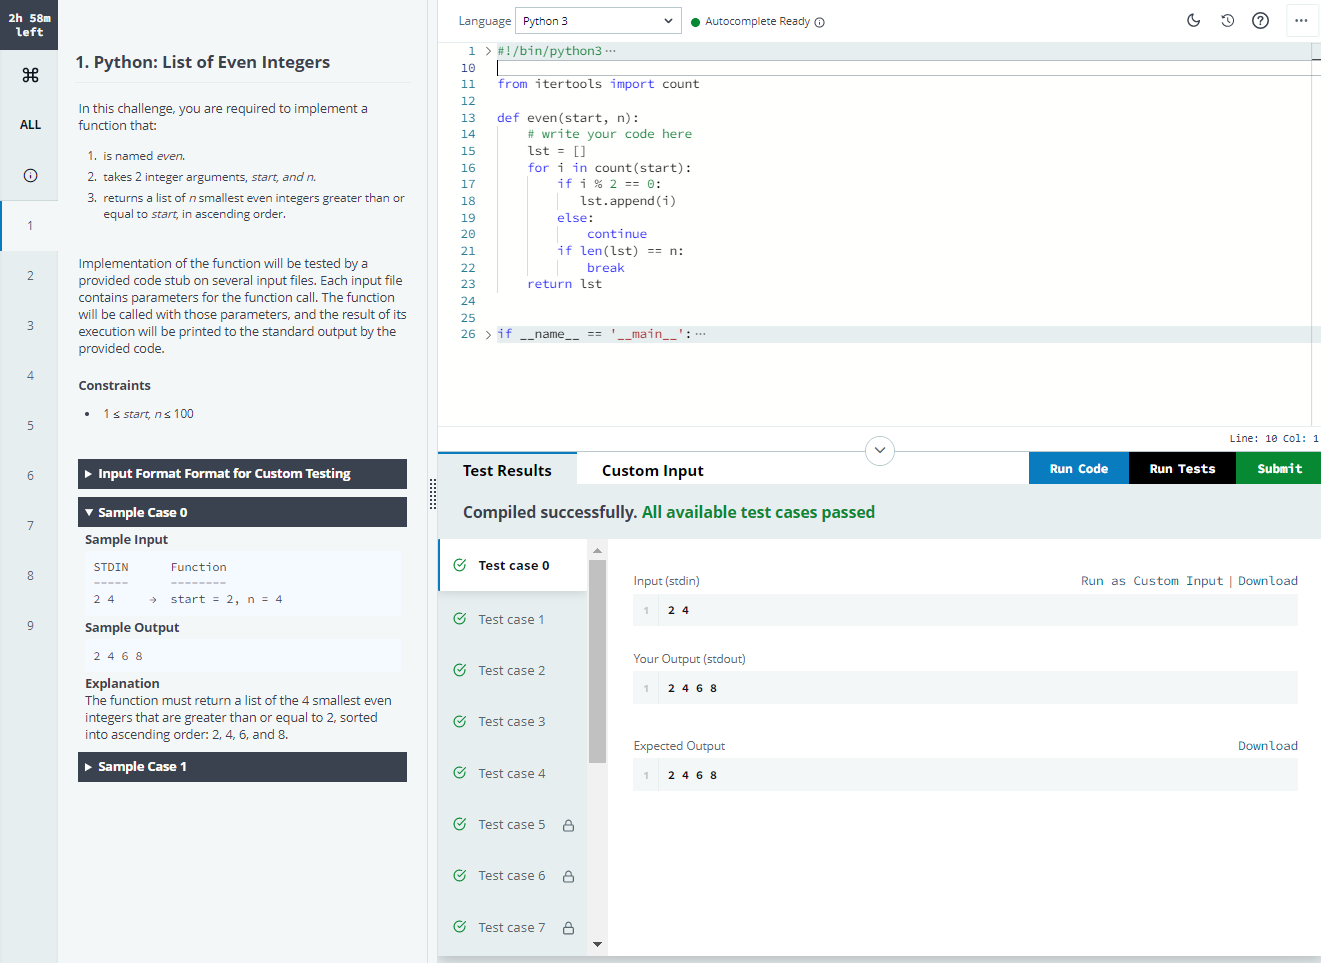 2h 58m
left
ALL
1
2
3
4
5
6
7
8
9
1. Python: List of Even Integers
In this challenge, you are required to implement a
function that:
1. is named even.
2. takes 2 integer arguments, start, and n.
3. returns a list of n smallest even integers greater than or
equal to start, in ascending order.
Implementation of the function will be tested by a
provided code stub on several input files. Each input file
contains parameters for the function call. The function
will be called with those parameters, and the result of its
execution will be printed to the standard output by the
provided code.
Constraints
• 1 ≤ start, n ≤ 100
Input Format Format for Custom Testing
Sample Case 0
Sample Input
STDIN Function
----- --------
2 4 → start = 2, n = 4
Sample Output
2 4 6 8
Explanation
The function must return a list of the 4 smallest even
integers that are greater than or equal to 2, sorted
into ascending order: 2, 4, 6, and 8.
Sample Case 1
Language Python 3 Autocomplete Ready
1 #!/bin/python3 ···
10
11 from itertools import count
12
13 def even(start, n):
14 # write your code here
15 lst = []
16 for i in count(start):
17 if i % 2 == 0:
18 lst.append(i)
19 else:
20 continue
21 if len(lst) == n:
22 break
23 return lst
24
25
26 if __name__ == '__main__': ···
Line: 10 Col: 1
Test Results Custom Input Run Code Run Tests Submit
Compiled successfully. All available test cases passed
Test case 0
Test case 1
Test case 2
Test case 3
Test case 4
Test case 5
Test case 6
Test case 7
Input (stdin) Run as Custom Input | Download
1 2 4
Your Output (stdout)
1 2 4 6 8
Expected Output Download
1 2 4 6 8